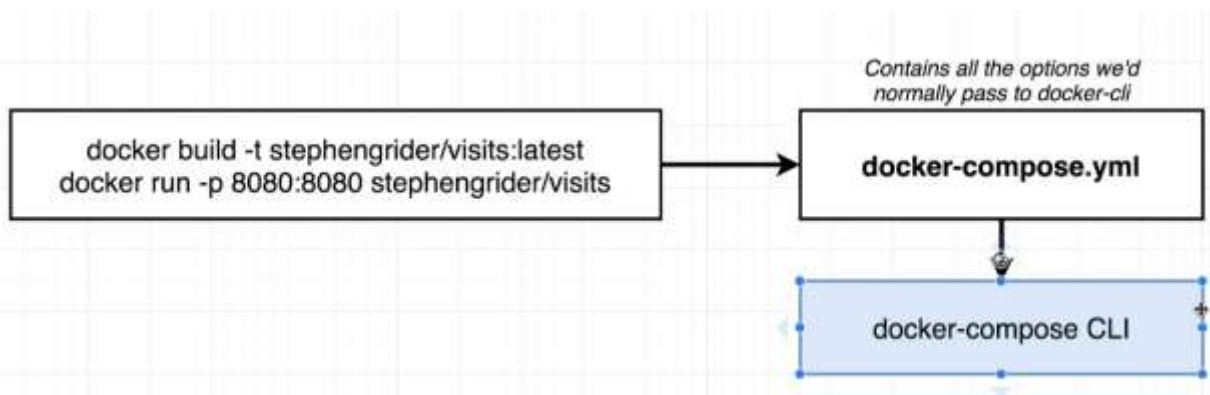 Contains all the options we'd
normally pass to docker-cli
docker build -t stephengrider/visits:latest
docker run -p 8080:8080 stephengrider/visits
docker-compose.yml
docker-compose CLI